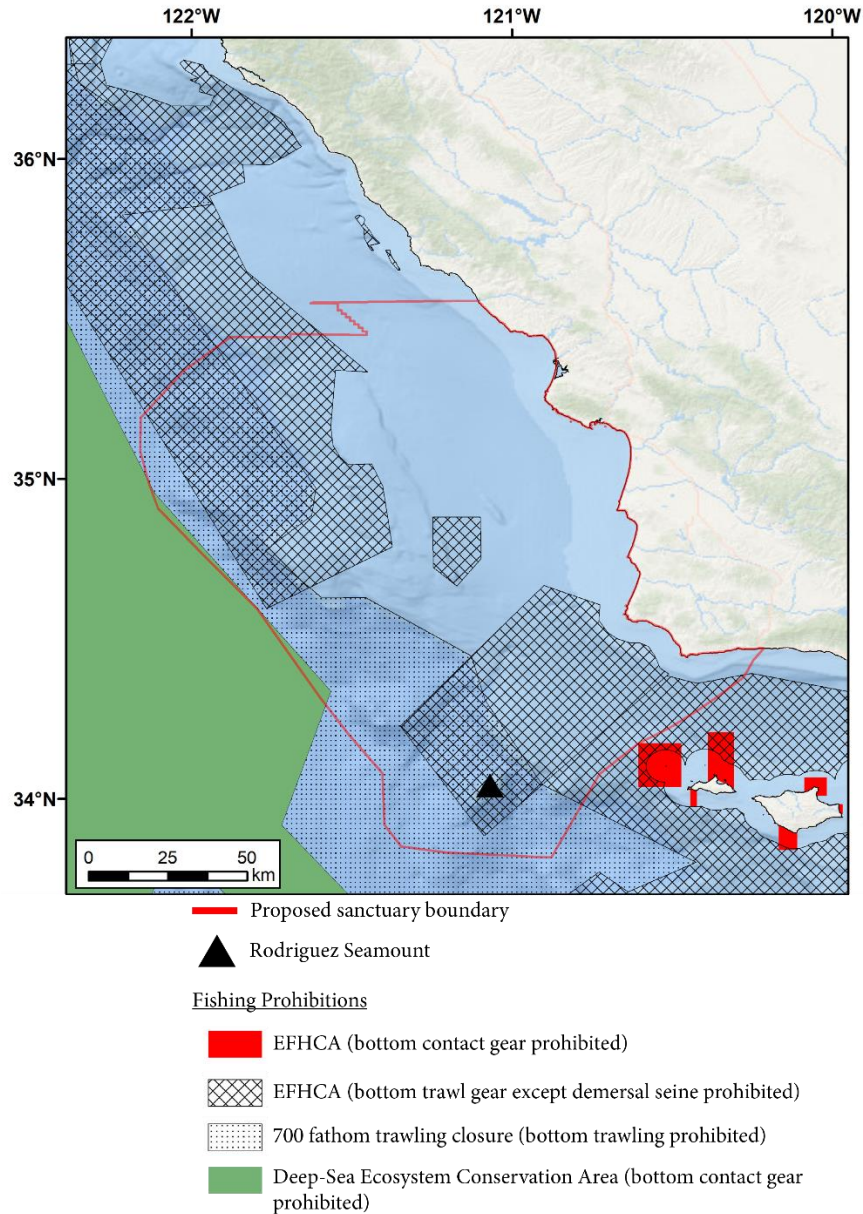 122°W 121°W 120°W
36°N
35°N
34°N
0 25 50
km
Proposed sanctuary boundary
Rodriguez Seamount
Fishing Prohibitions
EFHCA (bottom contact gear prohibited)
EFHCA (bottom trawl gear except demersal seine prohibited)
700 fathom trawling closure (bottom trawling prohibited)
Deep-Sea Ecosystem Conservation Area (bottom contact gear
prohibited)